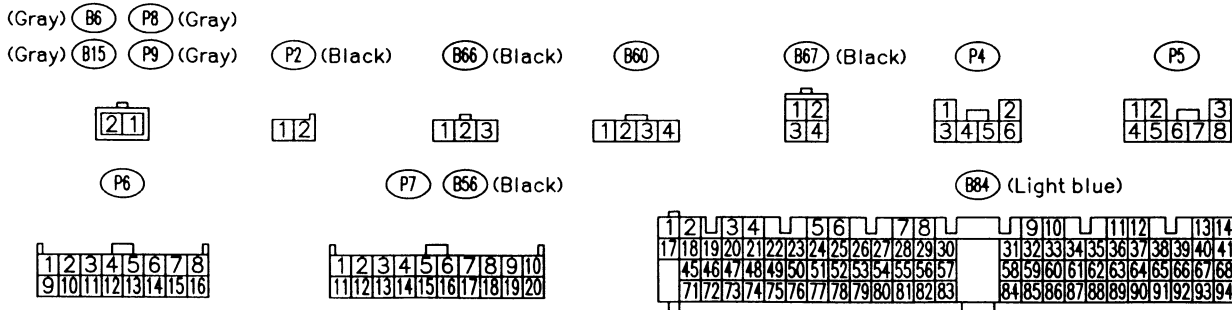 (Gray) B6 P8 (Gray)
(Gray) B15 P9 (Gray) P2 (Black) B66 (Black) B60 B67 (Black) P4 P5
2 1
1 2
1 2 3
1 2 3 4
1 2
3 4
1 2
3 4 5 6
1 2 3
4 5 6 7 8
P6 P7 B56 (Black) B84 (Light blue)
1 2 3 4 5 6 7 8
9 10 11 12 13 14 15 16
1 2 3 4 5 6 7 8 9 10
11 12 13 14 15 16 17 18 19 20
1 2 3 4 5 6 7 8 9 10 11 12 13 14
17 18 19 20 21 22 23 24 25 26 27 28 29 30 31 32 33 34 35 36 37 38 39 40 41
45 46 47 48 49 50 51 52 53 54 55 56 57 58 59 60 61 62 63 64 65 66 67 68
71 72 73 74 75 76 77 78 79 80 81 82 83 84 85 86 87 88 89 90 91 92 93 94